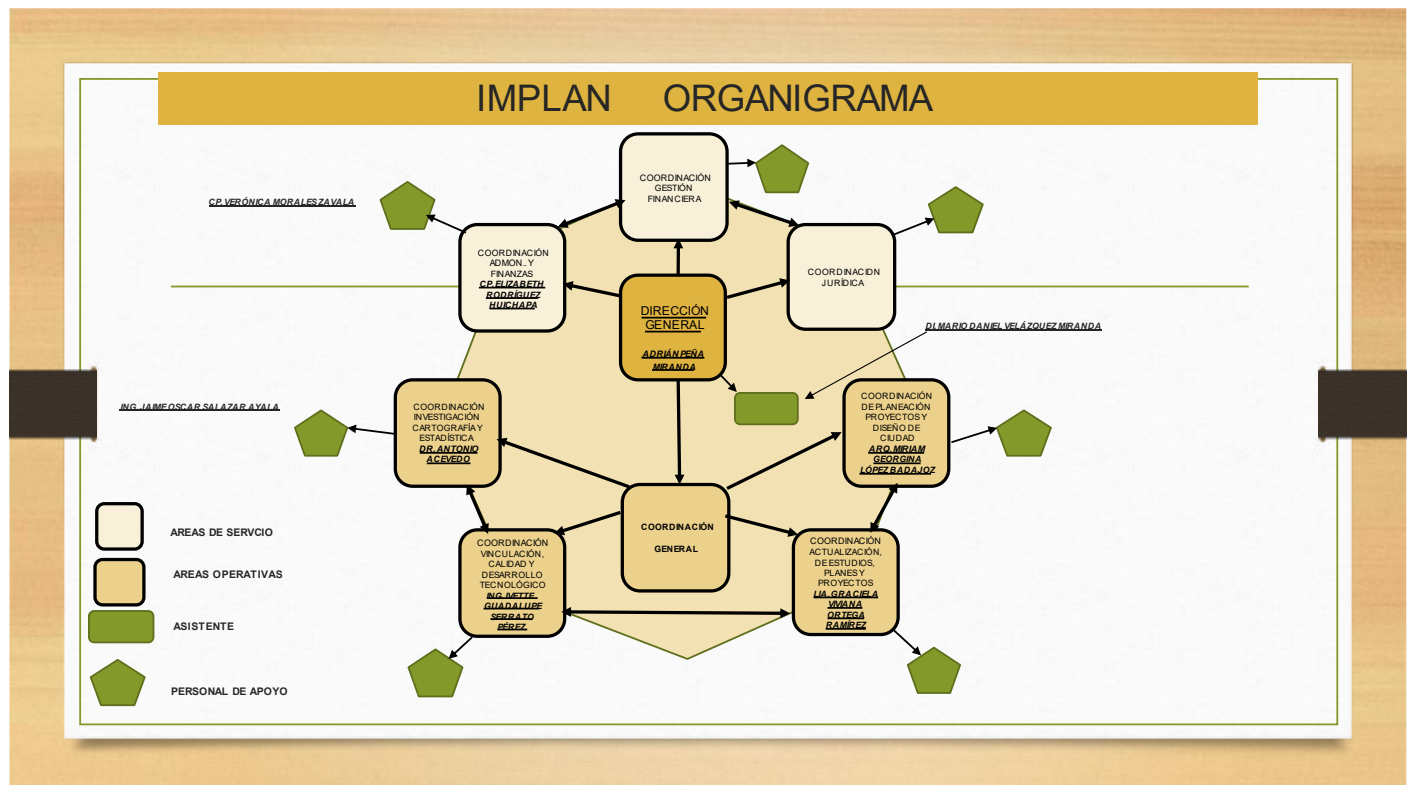 IMPLAN ORGANIGRAMA
COORDINACIÓN
GESTIÓN
FINANCIERA
CP. VERÓNICA MORALES ZAVALA
COORDINACIÓN
ADMON.. Y
FINANZAS
CP. ELIZABETH
RODRÍGUEZ
HUICHAPA
COORDINACION
JURÍDICA
DIRECCIÓN
GENERAL
ADRIÁN PEÑA
MIRANDA
DI. MARIO DANIEL VELÁZQUEZ MIRANDA
ING. JAIME OSCAR SALAZAR AYALA
COORDINACIÓN
INVESTIGACIÓN
CARTOGRAFÍA Y
ESTADÍSTICA
DR. ANTONIO
ACEVEDO
COORDINACIÓN
DE PLANEACIÓN
PROYECTOS Y
DISEÑO DE
CIUDAD
ARQ. MIRIAM
GEORGINA
LÓPEZ BADAJOZ
COORDINACIÓN
GENERAL
COORDINACIÓN
VINCULACIÓN,
CALIDAD Y
DESARROLLO
TECNOLÓGICO
ING. IVETTE
GUADALUPE
SERRATO
PÉREZ
COORDINACIÓN
ACTUALIZACIÓN,
DE ESTUDIOS,
PLANES Y
PROYECTOS
LIA. GRACIELA
VIVIANA
ORTEGA
RAMÍREZ
AREAS DE SERVCIO
AREAS OPERATIVAS
ASISTENTE
PERSONAL DE APOYO